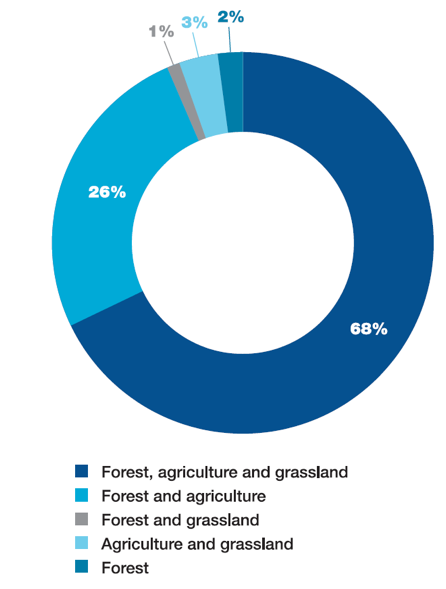 1% 3% 2%
26%
68%
Forest, agriculture and grassland
Forest and agriculture
Forest and grassland
Agriculture and grassland
Forest